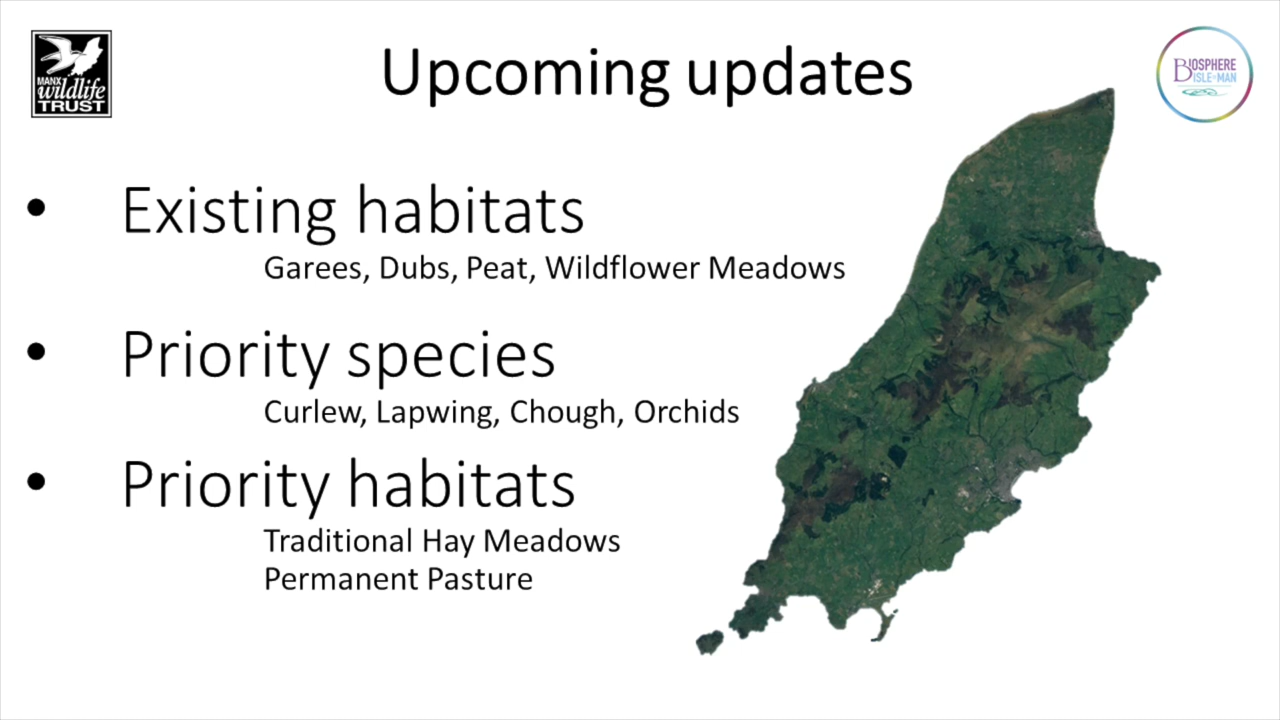 MANX
wildlife
TRUST
Upcoming updates
BIOSPHERE
ISLE of MAN
• Existing habitats
Garees, Dubs, Peat, Wildflower Meadows
• Priority species
Curlew, Lapwing, Chough, Orchids
• Priority habitats
Traditional Hay Meadows
Permanent Pasture